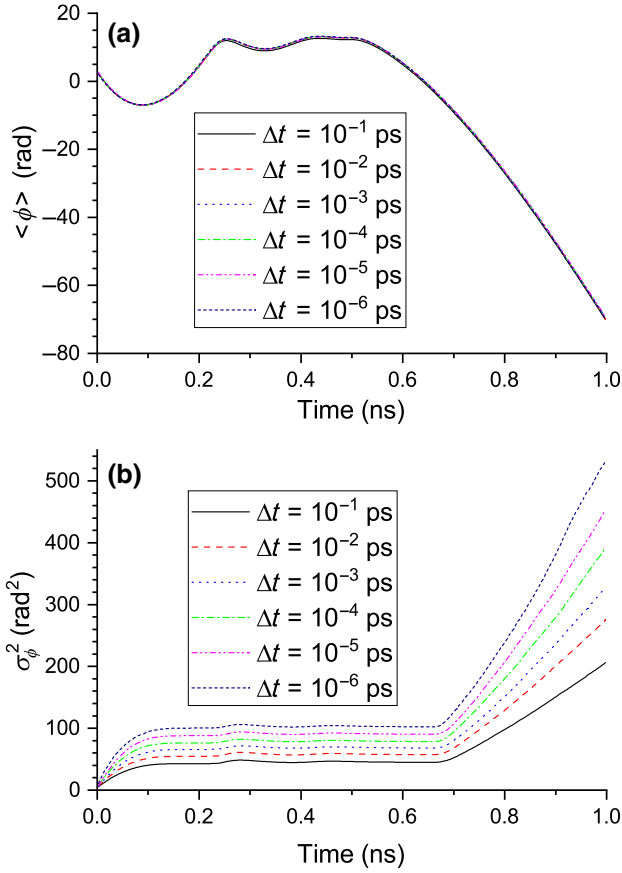 (a)
20
0
−20
−40
−60
−80
<ϕ> (rad)
Δt = 10⁻¹ ps
Δt = 10⁻² ps
Δt = 10⁻³ ps
Δt = 10⁻⁴ ps
Δt = 10⁻⁵ ps
Δt = 10⁻⁶ ps
0.0 0.2 0.4 0.6 0.8 1.0
Time (ns)
(b)
500
400
300
200
100
0
σ²ϕ (rad²)
Δt = 10⁻¹ ps
Δt = 10⁻² ps
Δt = 10⁻³ ps
Δt = 10⁻⁴ ps
Δt = 10⁻⁵ ps
Δt = 10⁻⁶ ps
0.0 0.2 0.4 0.6 0.8 1.0
Time (ns)